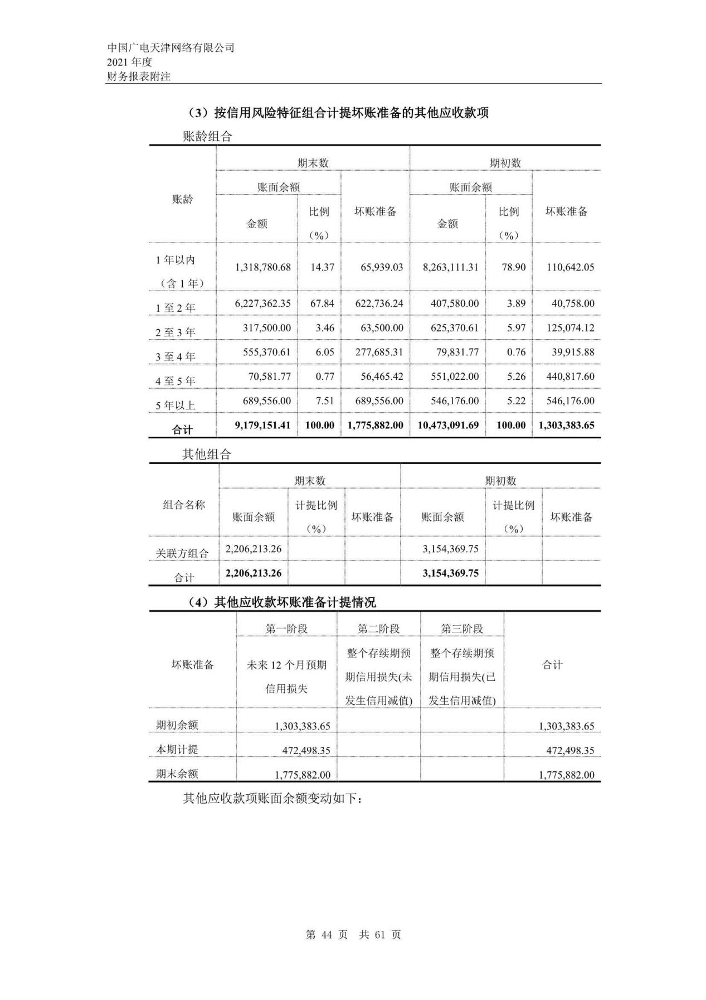 中国广电天津网络有限公司
2021 年度
财务报表附注
（3）按信用风险特征组合计提坏账准备的其他应收款项
账龄组合
账龄 期末数 期初数
账面余额 坏账准备 账面余额 坏账准备
金额 比例（%） 金额 比例（%）
1 年以内（含 1 年） 1,318,780.68 14.37 65,939.03 8,263,111.31 78.90 110,642.05
1 至 2 年 6,227,362.35 67.84 622,736.24 407,580.00 3.89 40,758.00
2 至 3 年 317,500.00 3.46 63,500.00 625,370.61 5.97 125,074.12
3 至 4 年 555,370.61 6.05 277,685.31 79,831.77 0.76 39,915.88
4 至 5 年 70,581.77 0.77 56,465.42 551,022.00 5.26 440,817.60
5 年以上 689,556.00 7.51 689,556.00 546,176.00 5.22 546,176.00
合计 9,179,151.41 100.00 1,775,882.00 10,473,091.69 100.00 1,303,383.65
其他组合
组合名称 期末数 期初数
账面余额 计提比例（%） 坏账准备 账面余额 计提比例（%） 坏账准备
关联方组合 2,206,213.26 3,154,369.75
合计 2,206,213.26 3,154,369.75
（4）其他应收款坏账准备计提情况
坏账准备 第一阶段 第二阶段 第三阶段 合计
未来 12 个月预期信用损失 整个存续期预期信用损失(未发生信用减值) 整个存续期预期信用损失(已发生信用减值)
期初余额 1,303,383.65 1,303,383.65
本期计提 472,498.35 472,498.35
期末余额 1,775,882.00 1,775,882.00
其他应收款项账面余额变动如下：
第 44 页 共 61 页